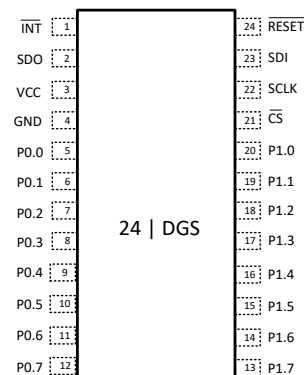 I̅N̅T̅ 1 24 R̅E̅S̅E̅T̅
SDO 2 23 SDI
VCC 3 22 SCLK
GND 4 21 C̅S̅
P0.0 5 20 P1.0
P0.1 6 19 P1.1
P0.2 7 18 P1.2
P0.3 8 17 P1.3
24 | DGS
P0.4 9 16 P1.4
P0.5 10 15 P1.5
P0.6 11 14 P1.6
P0.7 12 13 P1.7